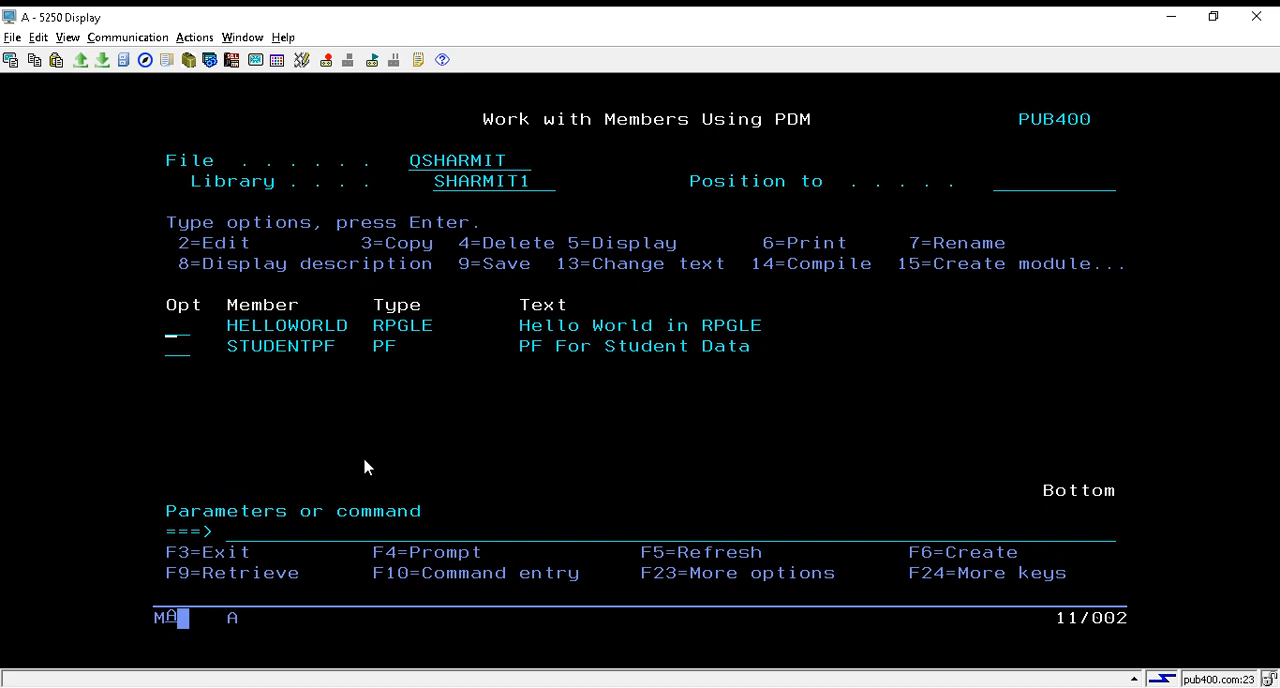 A - 5250 Display
File Edit View Communication Actions Window Help
Work with Members Using PDM PUB400
File . . . . . . QSHARMIT
Library . . . . SHARMIT1 Position to . . . . .
Type options, press Enter.
2=Edit 3=Copy 4=Delete 5=Display 6=Print 7=Rename
8=Display description 9=Save 13=Change text 14=Compile 15=Create module...
Opt Member Type Text
HELLOWORLD RPGLE Hello World in RPGLE
STUDENTPF PF PF For Student Data
Bottom
Parameters or command
===>
F3=Exit F4=Prompt F5=Refresh F6=Create
F9=Retrieve F10=Command entry F23=More options F24=More keys
MA A 11/002
pub400.com:23